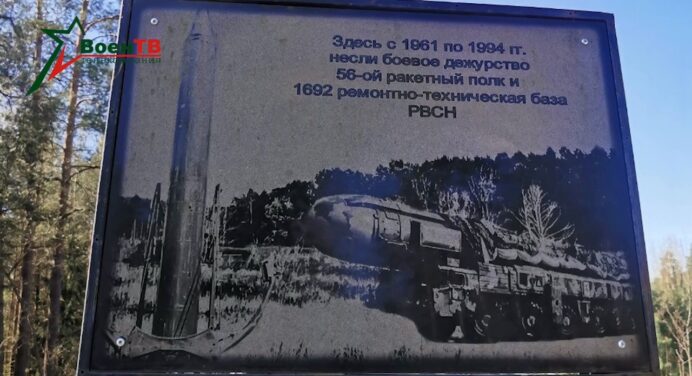 ВоенТВ
Здесь с 1961 по 1994 гг.
несли боевое дежурство
56-ой ракетный полк и
1692 ремонтно-техническая база
РВСН